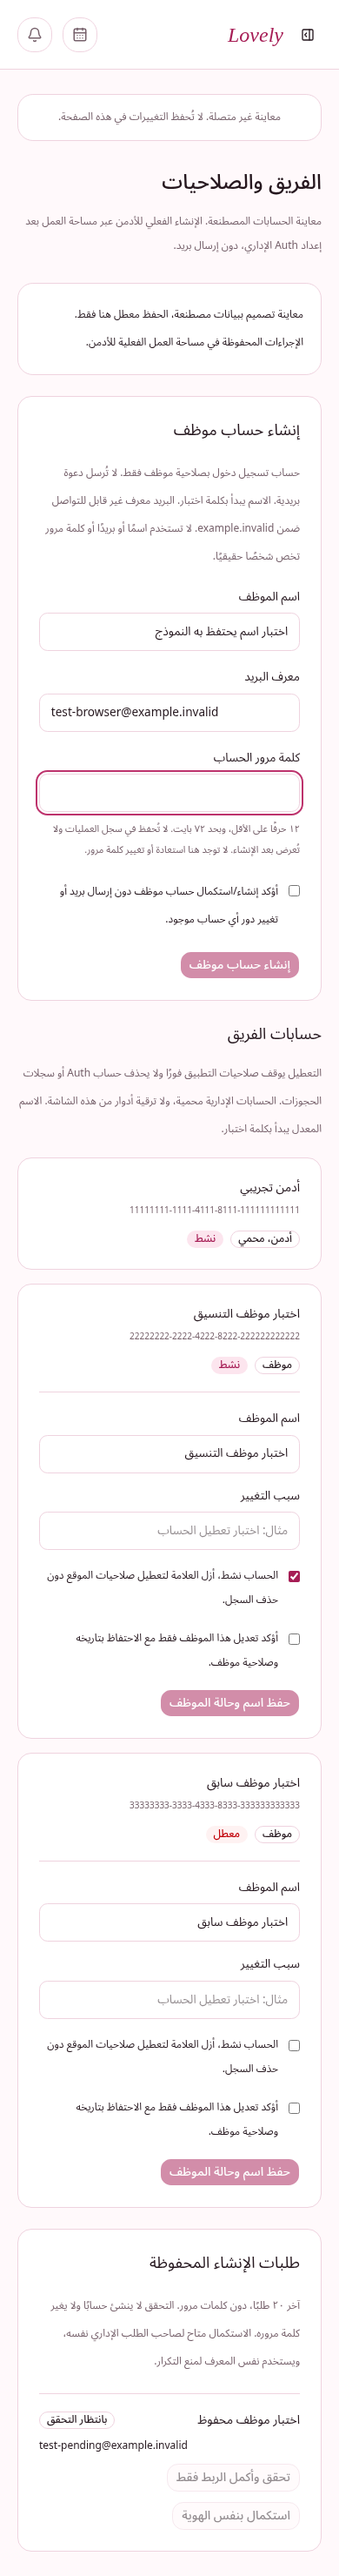 Lovely
معاينة غير متصلة. لا تُحفظ التغييرات في هذه الصفحة.
الفريق والصلاحيات
معاينة الحسابات المصطنعة. الإنشاء الفعلي للأدمن عبر مساحة العمل بعد
إعداد Auth الإداري، ودن إرسال بريد.
معاينة تصميم ببيانات مصطنعة، الحفظ معطل هنا فقط.
الإجراءات المحفوظة في مساحة العمل الفعلية للأدمن.
إنشاء حساب موظف
حساب تسجيل دخول بصلاحية موظف فقط. لا تُرسل دعوة
بريدية. الاسم يبدأ بكلمة اختبار. البريد معرف غير قابل للتواصل
ضمن example.invalid. لا تستخدم اسمًا أو بريدًا أو كلمة مرور
تخص شخصًا حقيقيًا.
اسم الموظف
اختبار اسم يحتفظ به النموذج
معرف البريد
test-browser@example.invalid
كلمة مرور الحساب
١٢ حرفًا على الأقل، وبحد ٧٢ بايت. لا تُحفظ في سجل العمليات ولا
تُعرض بعد الإنشاء. لا توجد هنا استعادة أو تغيير كلمة مرور.
أؤكد إنشاء/استكمال حساب موظف دون إرسال بريد أو
تغيير دور أي حساب موجود.
إنشاء حساب موظف
حسابات الفريق
التعطيل يوقف صلاحيات التطبيق فورًا ولا يحذف حساب Auth أو سجلات
الحجوزات. الحسابات الإدارية محمية، ولا ترقية أدوار من هذه الشاشة. الاسم
المعدل يبدأ بكلمة اختبار.
أدمن تجريبي
11111111-1111-4111-8111-111111111111
أدمن، محمي
نشط
اختبار موظف التنسيق
22222222-2222-4222-8222-222222222222
موظف
نشط
اسم الموظف
اختبار موظف التنسيق
سبب التغيير
مثال: اختبار تعطيل الحساب
الحساب نشط، أزل العلامة لتعطيل صلاحيات الموقع دون
حذف السجل.
أؤكد تعديل هذا الموظف فقط مع الاحتفاظ بتاريخه
وصلاحية موظف.
حفظ اسم وحالة الموظف
اختبار موظف سابق
33333333-3333-4333-8333-333333333333
موظف
معطل
اسم الموظف
اختبار موظف سابق
سبب التغيير
مثال: اختبار تعطيل الحساب
الحساب نشط، أزل العلامة لتعطيل صلاحيات الموقع دون
حذف السجل.
أؤكد تعديل هذا الموظف فقط مع الاحتفاظ بتاريخه
وصلاحية موظف.
حفظ اسم وحالة الموظف
طلبات الإنشاء المحفوظة
آخر ٢٠ طلبًا، دون كلمات مرور. التحقق لا ينشئ حسابًا ولا يغير
كلمة مروره. الاستكمال متاح لصاحب الطلب الإداري نفسه،
ويستخدم نفس المعرف لمنع التكرار.
اختبار موظف محفوظ
بانتظار التحقق
test-pending@example.invalid
تحقق وأكمل الربط فقط
استكمال بنفس الهوية